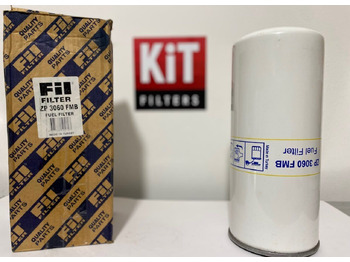 QUALITY
PARTS
Fil
FILTER
ZP 3060 FMB
FUEL FILTER
KiT
FILTERS
ZP 3060 FMB
Fuel Filter